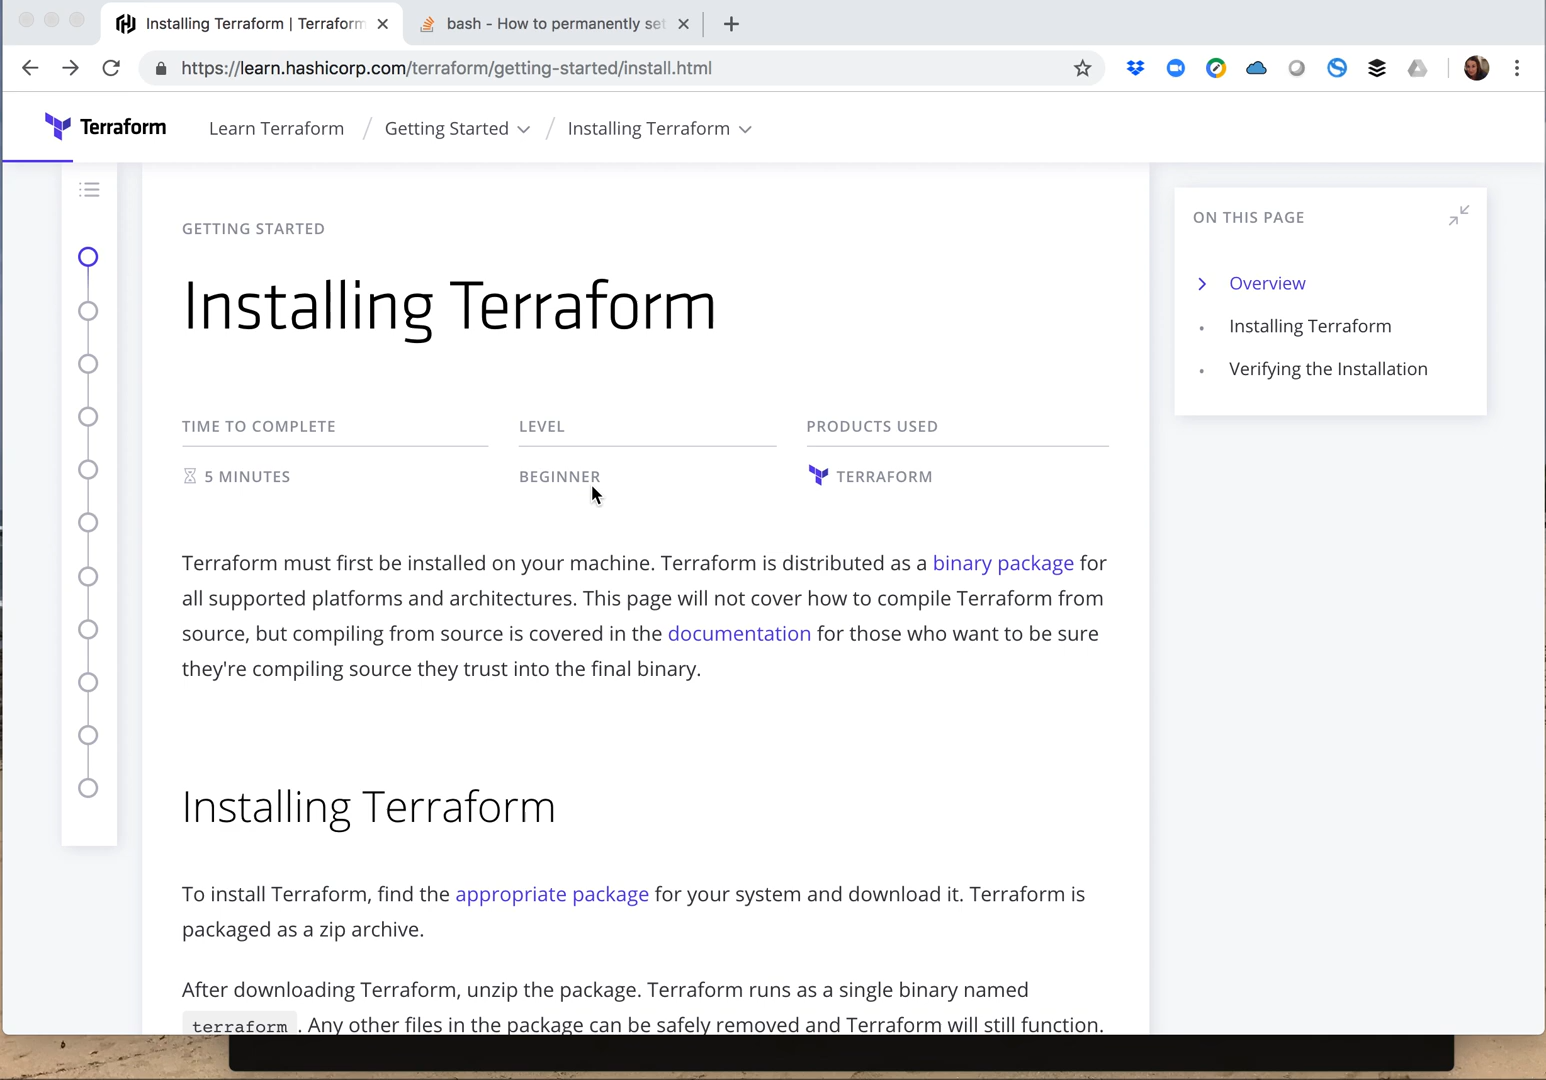 Installing Terraform | Terraform
bash - How to permanently set
https://learn.hashicorp.com/terraform/getting-started/install.html
Terraform
Learn Terraform / Getting Started / Installing Terraform
GETTING STARTED
Installing Terraform
TIME TO COMPLETE
LEVEL
PRODUCTS USED
5 MINUTES
BEGINNER
TERRAFORM
Terraform must first be installed on your machine. Terraform is distributed as a binary package for
all supported platforms and architectures. This page will not cover how to compile Terraform from
source, but compiling from source is covered in the documentation for those who want to be sure
they're compiling source they trust into the final binary.
Installing Terraform
To install Terraform, find the appropriate package for your system and download it. Terraform is
packaged as a zip archive.
After downloading Terraform, unzip the package. Terraform runs as a single binary named
terraform . Any other files in the package can be safely removed and Terraform will still function.
ON THIS PAGE
Overview
Installing Terraform
Verifying the Installation